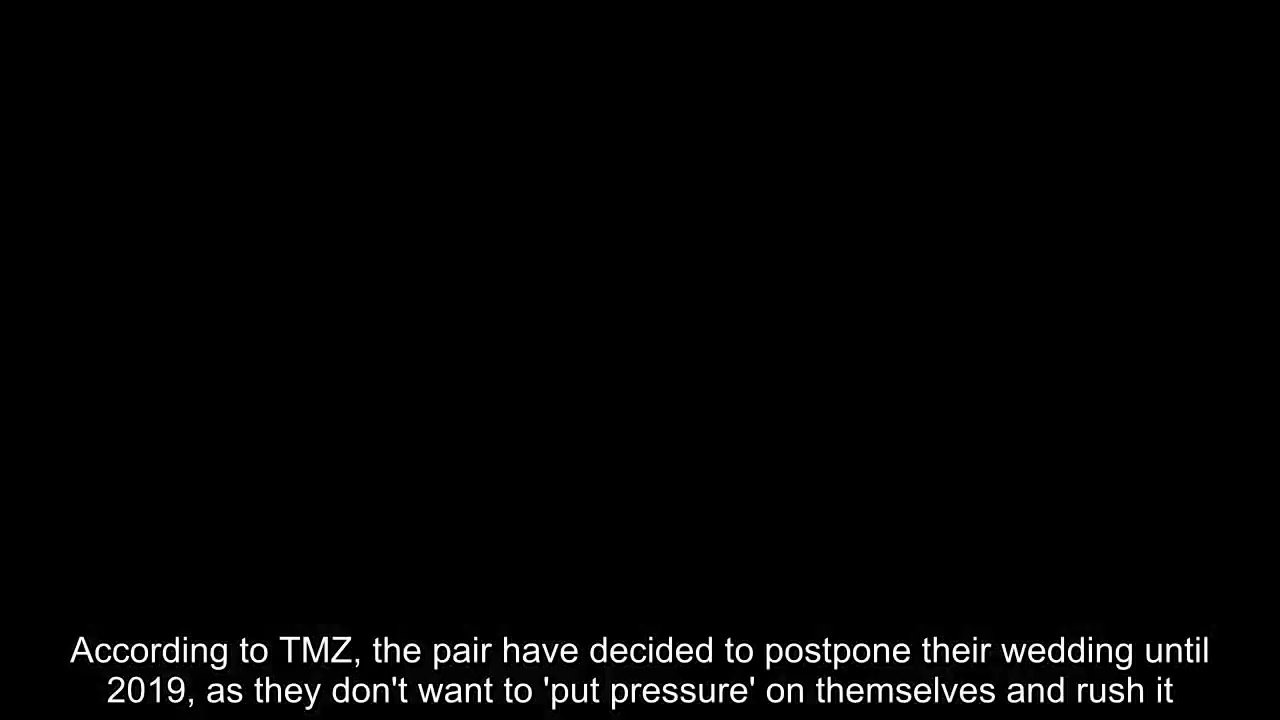 According to TMZ, the pair have decided to postpone their wedding until
2019, as they don't want to 'put pressure' on themselves and rush it